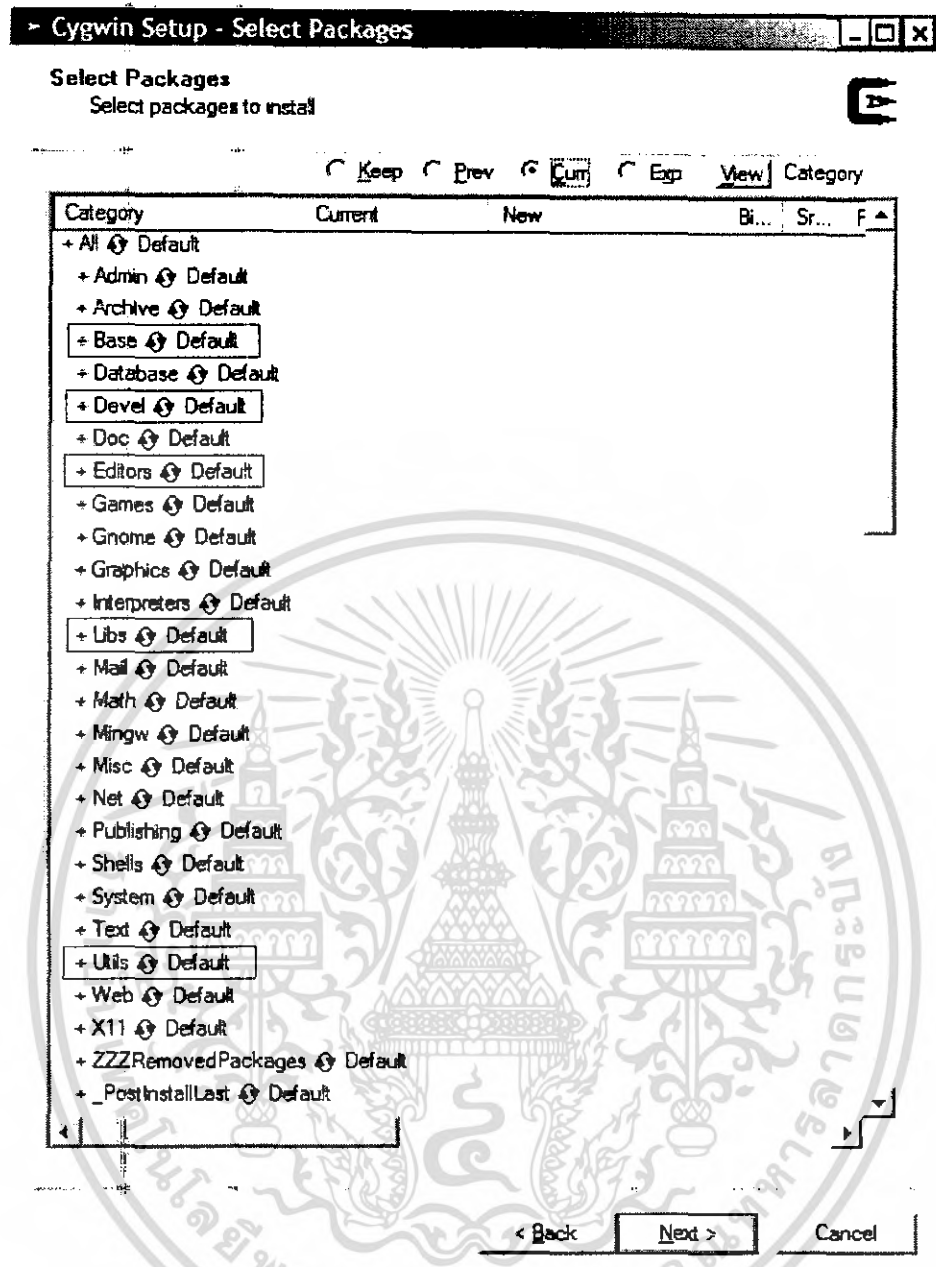 Cygwin Setup - Select Packages
Select Packages
Select packages to install
Keep Prev Curr Exp View Category
Category Current New Bi... Sr... F
+ All Default
+ Admin Default
+ Archive Default
+ Base Default
+ Database Default
+ Devel Default
+ Doc Default
+ Editors Default
+ Games Default
+ Gnome Default
+ Graphics Default
+ Interpreters Default
+ Libs Default
+ Mail Default
+ Math Default
+ Mingw Default
+ Misc Default
+ Net Default
+ Publishing Default
+ Shells Default
+ System Default
+ Text Default
+ Utils Default
+ Web Default
+ X11 Default
+ ZZZRemovedPackages Default
+ _PostInstallLast Default
< Back Next > Cancel